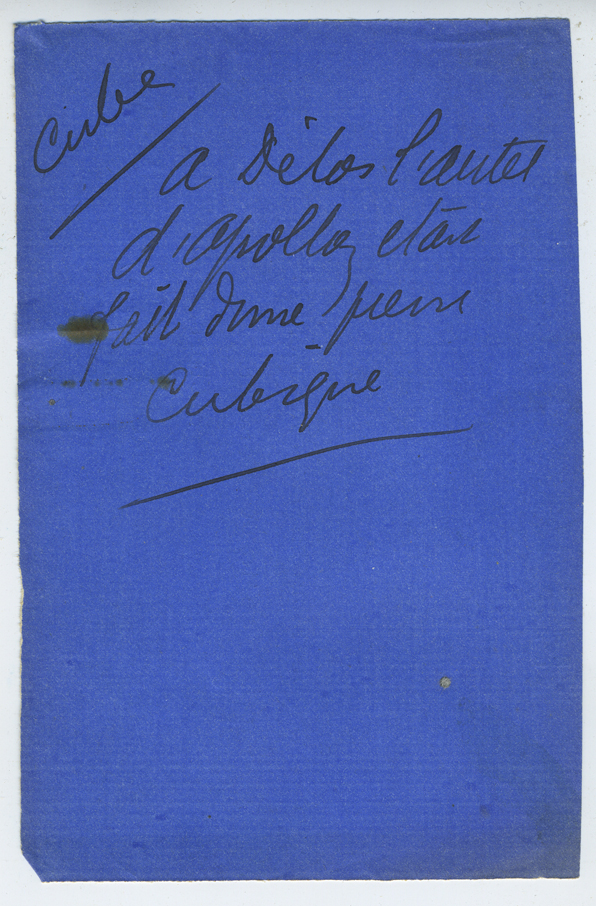 Cube
a Délos l'autel
d'Apollon était
fait d'une pierre
cubique